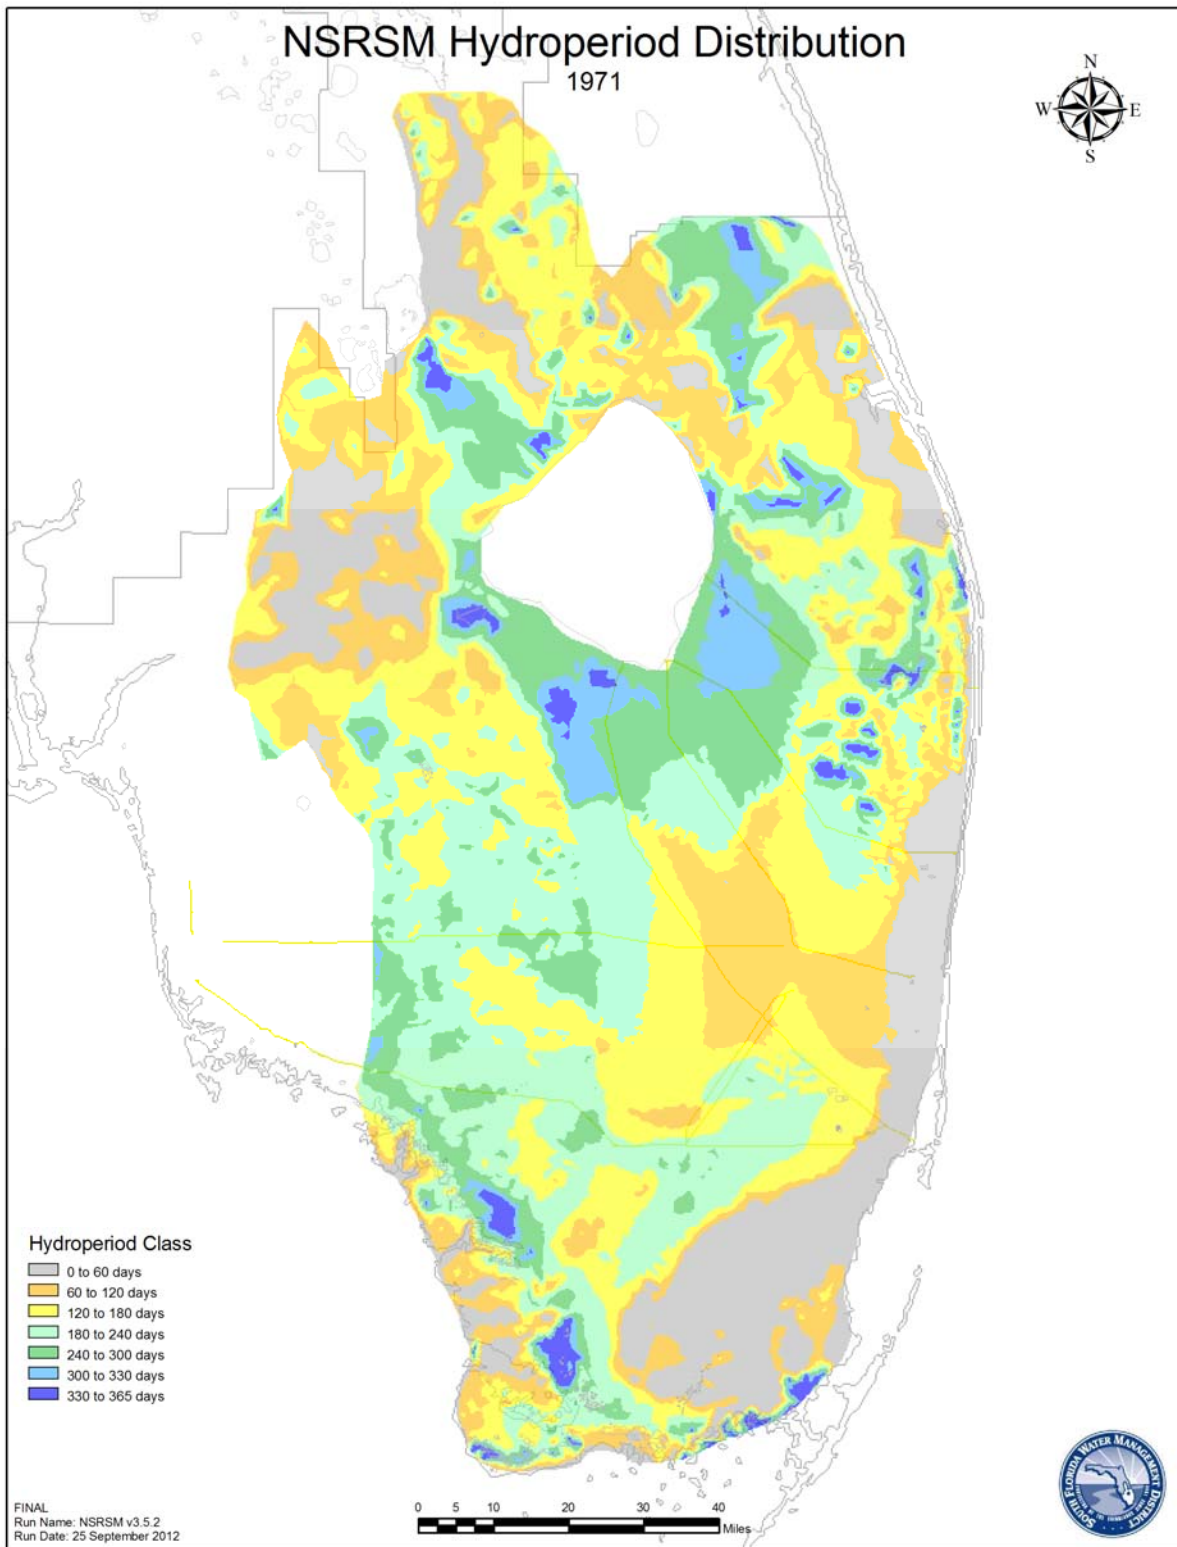 NSRSM Hydroperiod Distribution
1971
N
W E
S
Hydroperiod Class
0 to 60 days
60 to 120 days
120 to 180 days
180 to 240 days
240 to 300 days
300 to 330 days
330 to 365 days
FINAL
Run Name: NSRSM v3.5.2
Run Date: 25 September 2012
0 5 10 20 30 40
Miles
SOUTH FLORIDA WATER MANAGEMENT DISTRICT